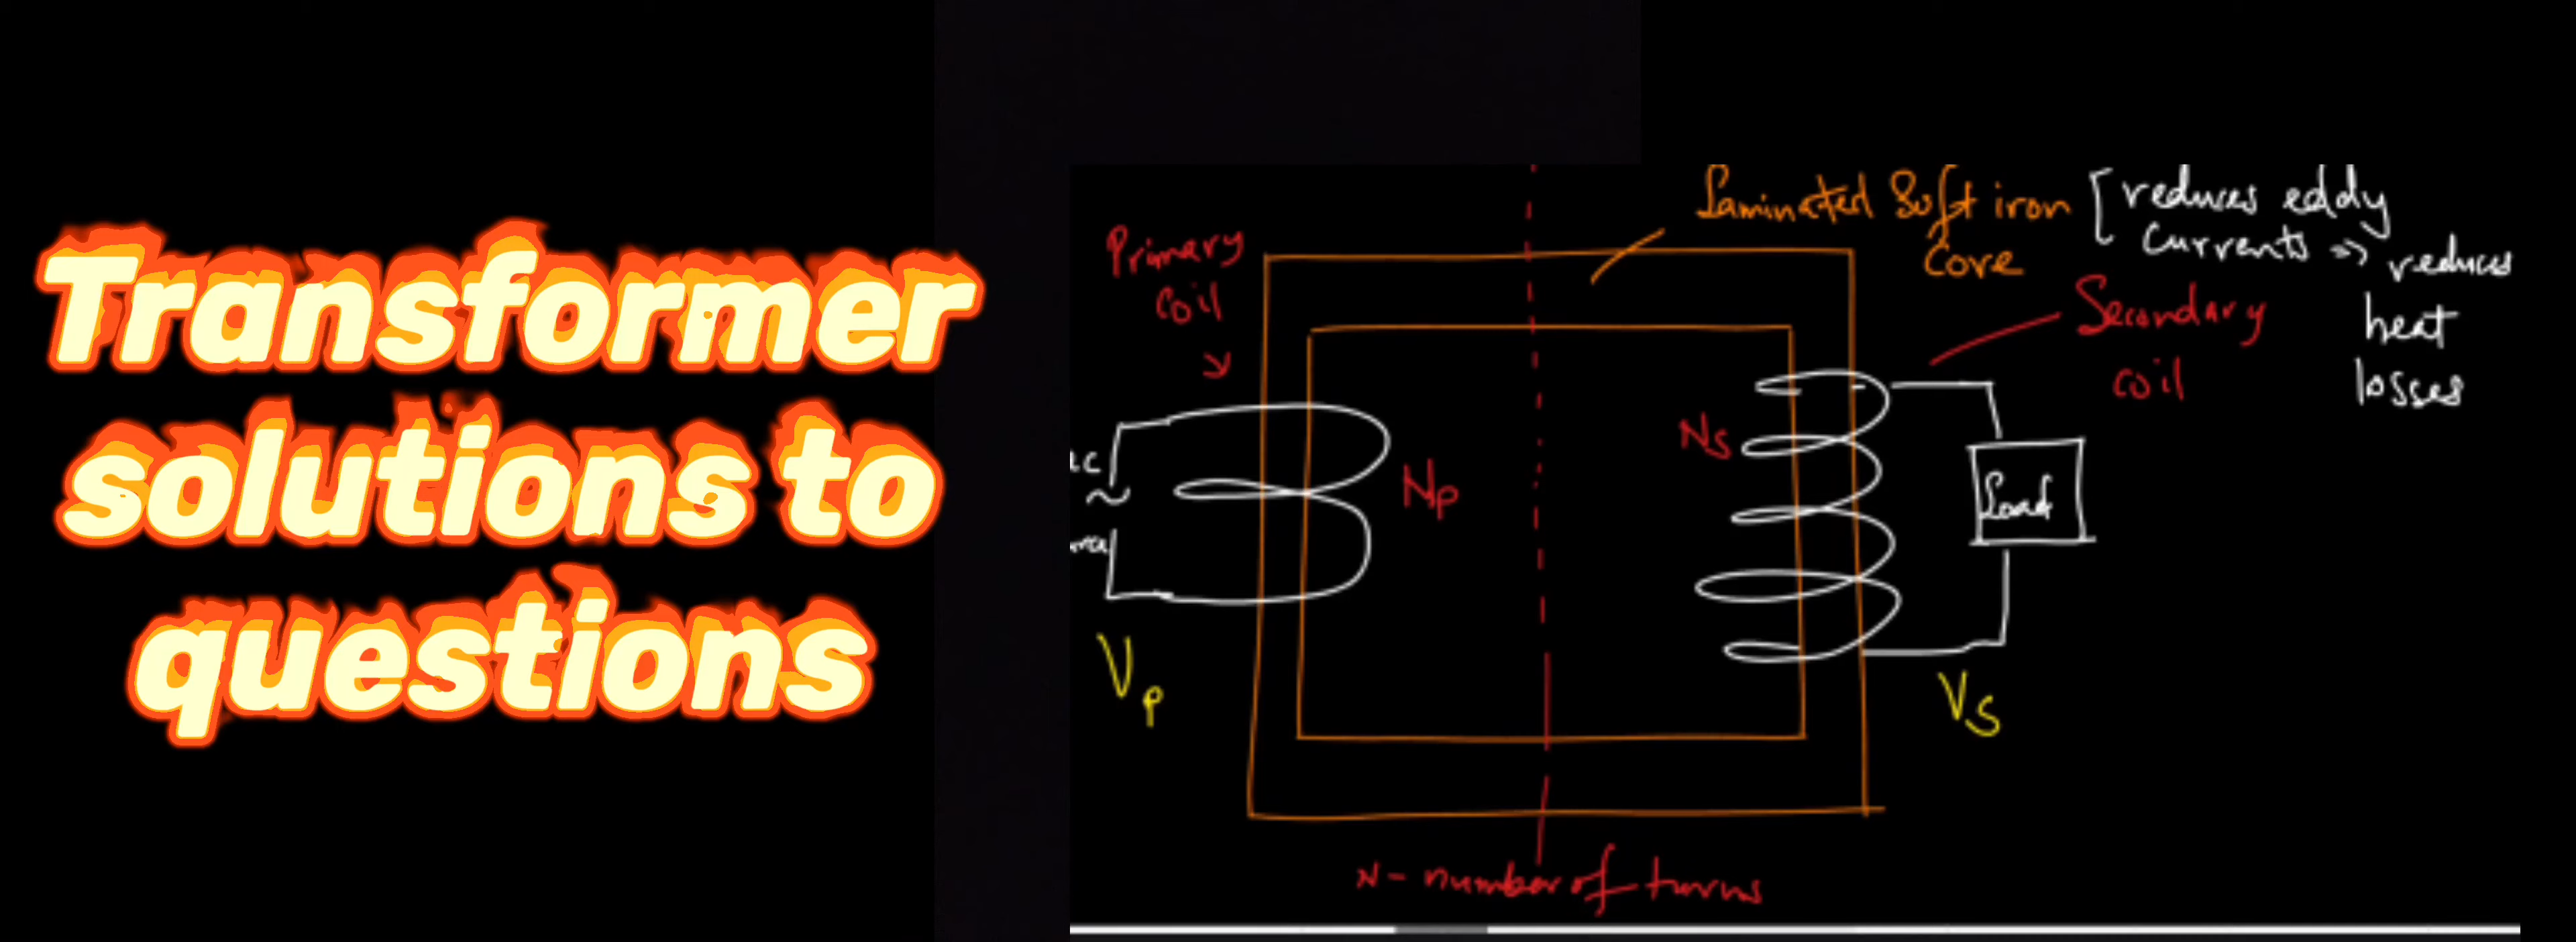 Transformer
solutions to
questions
Primary
coil
Laminated Soft iron
Core
[reduces eddy
currents => reduces
heat
losses
Secondary
coil
Np
Ns
Load
Vp
Vs
N - number of turns